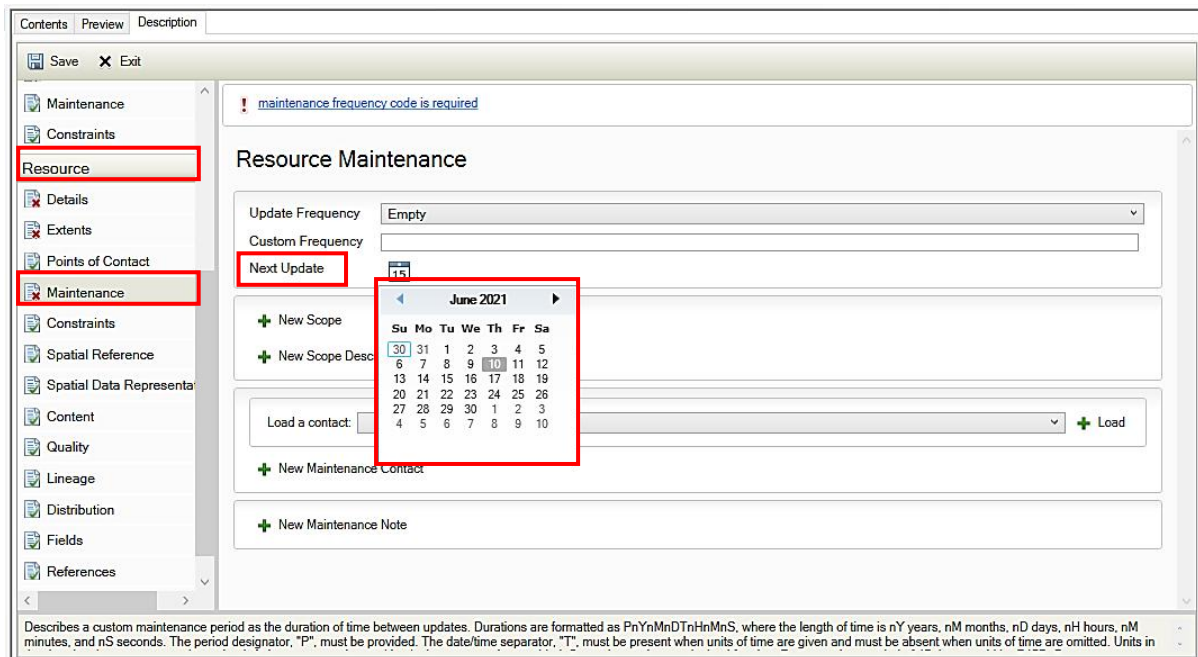 Contents Preview Description
Save Exit
Maintenance
Constraints
Resource
Details
Extents
Points of Contact
Maintenance
Constraints
Spatial Reference
Spatial Data Representa
Content
Quality
Lineage
Distribution
Fields
References
! maintenance frequency code is required
Resource Maintenance
Update Frequency Empty
Custom Frequency
Next Update 15
June 2021
Su Mo Tu We Th Fr Sa
30 31 1 2 3 4 5
6 7 8 9 10 11 12
13 14 15 16 17 18 19
20 21 22 23 24 25 26
27 28 29 30 1 2 3
4 5 6 7 8 9 10
New Scope
New Scope Desc
Load a contact: Load
New Maintenance Contact
New Maintenance Note
Describes a custom maintenance period as the duration of time between updates. Durations are formatted as PnYnMnDTnHnMnS, where the length of time is nY years, nM months, nD days, nH hours, nM
minutes, and nS seconds. The period designator, "P", must be provided. The date/time separator, "T", must be present when units of time are given and must be absent when units of time are omitted. Units in